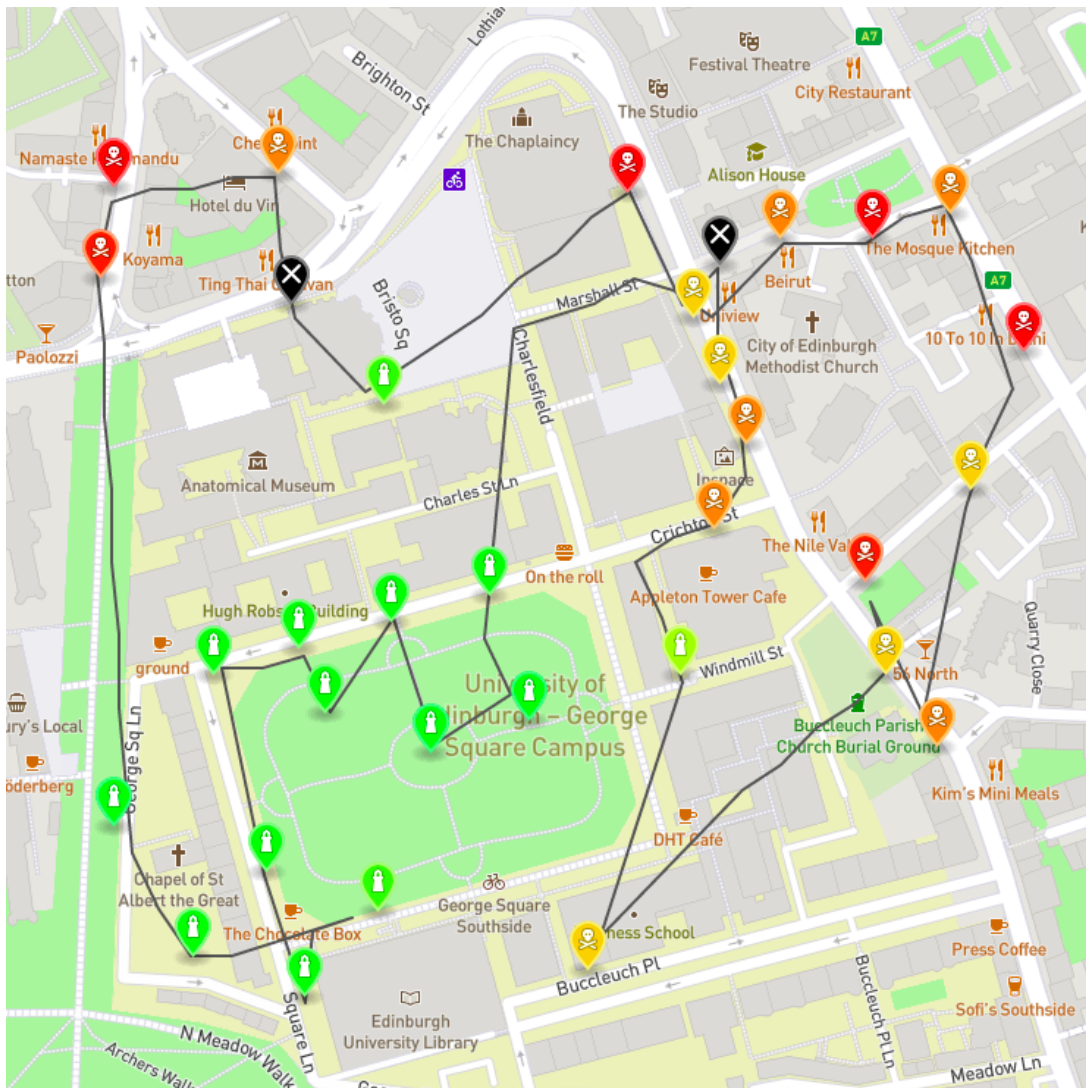 Lothian
Brighton St
A7
Festival Theatre
City Restaurant
The Studio
The Chaplaincy
Namaste K
mandu
Che
int
Alison House
Hotel du Vin
Koyama
The Mosque Kitchen
Ting Thai C
van
Beirut
A7
Bristo Sq
Marshall St
Uniview
10 To 10 In D
hi
City of Edinburgh
Methodist Church
Paolozzi
Charlesfield
Anatomical Museum
Charles St Ln
Inspace
Crichton St
The Nile Val
On the roll
Appleton Tower Cafe
Hugh Robs
Building
Quarry Close
ground
Windmill St
56 North
University of
Edinburgh – George
Square Campus
Buccleuch Parish
Church Burial Ground
ury's Local
George Sq Ln
öderberg
Kim's Mini Meals
DHT Café
Chapel of St
Albert the Great
George Square
Southside
The Chocolate Box
ness School
Press Coffee
Buccleuch Pl
Buccleuch Pl Ln
Square Ln
Sofi's Southside
Edinburgh
University Library
N Meadow Walk
Archers Walk
Meadow Ln